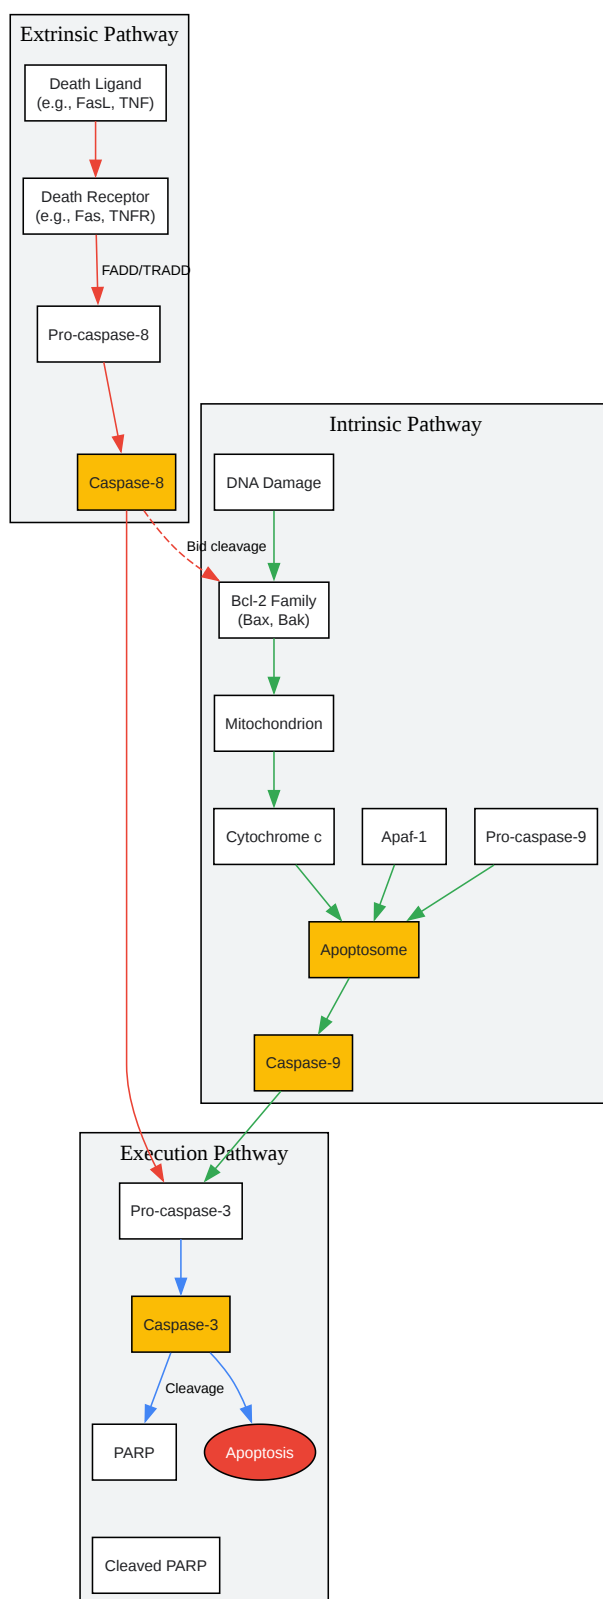 Extrinsic Pathway
Death Ligand
(e.g., FasL, TNF)
Death Receptor
(e.g., Fas, TNFR)
FADD/TRADD
Pro-caspase-8
Caspase-8
Intrinsic Pathway
DNA Damage
Bid cleavage
Bcl-2 Family
(Bax, Bak)
Mitochondrion
Cytochrome c
Apaf-1
Pro-caspase-9
Apoptosome
Caspase-9
Execution Pathway
Pro-caspase-3
Caspase-3
Cleavage
PARP
Apoptosis
Cleaved PARP